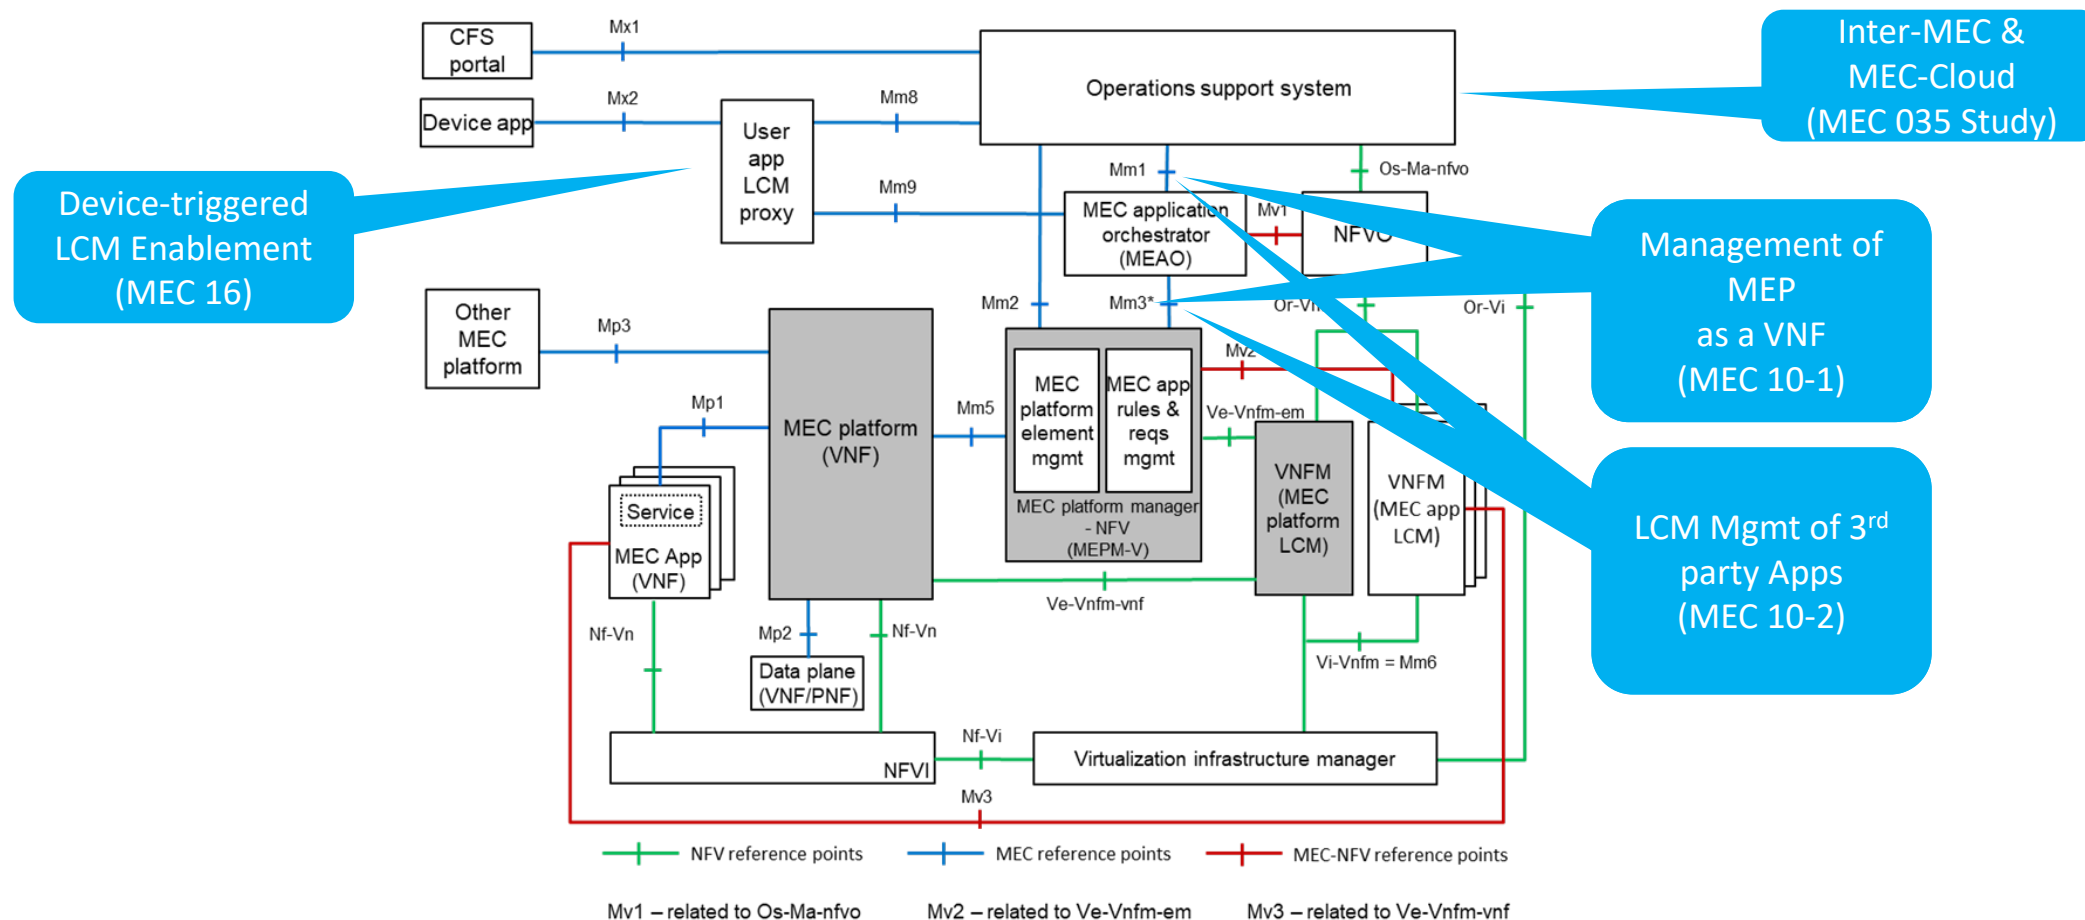 CFS
portal
Mx1
Operations support system
Inter-MEC &
MEC-Cloud
(MEC 035 Study)
Device app
Mx2
User
app
LCM
proxy
Mm8
Mm9
Mm1
Os-Ma-nfvo
Device-triggered
LCM Enablement
(MEC 16)
MEC application
orchestrator
(MEAO)
Mv1
NFVO
Management of
MEP
as a VNF
(MEC 10-1)
Other
MEC
platform
Mp3
Mm2
Mm3*
Or-Vi
MEC platform
(VNF)
Mp1
Mm5
MEC
platform
element
mgmt
MEC app
rules &
reqs
mgmt
MEC platform manager
- NFV
(MEPM-V)
Mv2
Ve-Vnfm-em
VNFM
(MEC
platform
LCM)
VNFM
(MEC app
LCM)
LCM Mgmt of 3rd
party Apps
(MEC 10-2)
Service
MEC App
(VNF)
Ve-Vnfm-vnf
Nf-Vn
Mp2
Nf-Vn
Vi-Vnfm = Mm6
Data plane
(VNF/PNF)
NFVI
Nf-Vi
Virtualization infrastructure manager
Mv3
NFV reference points
MEC reference points
MEC-NFV reference points
Mv1 – related to Os-Ma-nfvo
Mv2 – related to Ve-Vnfm-em
Mv3 – related to Ve-Vnfm-vnf